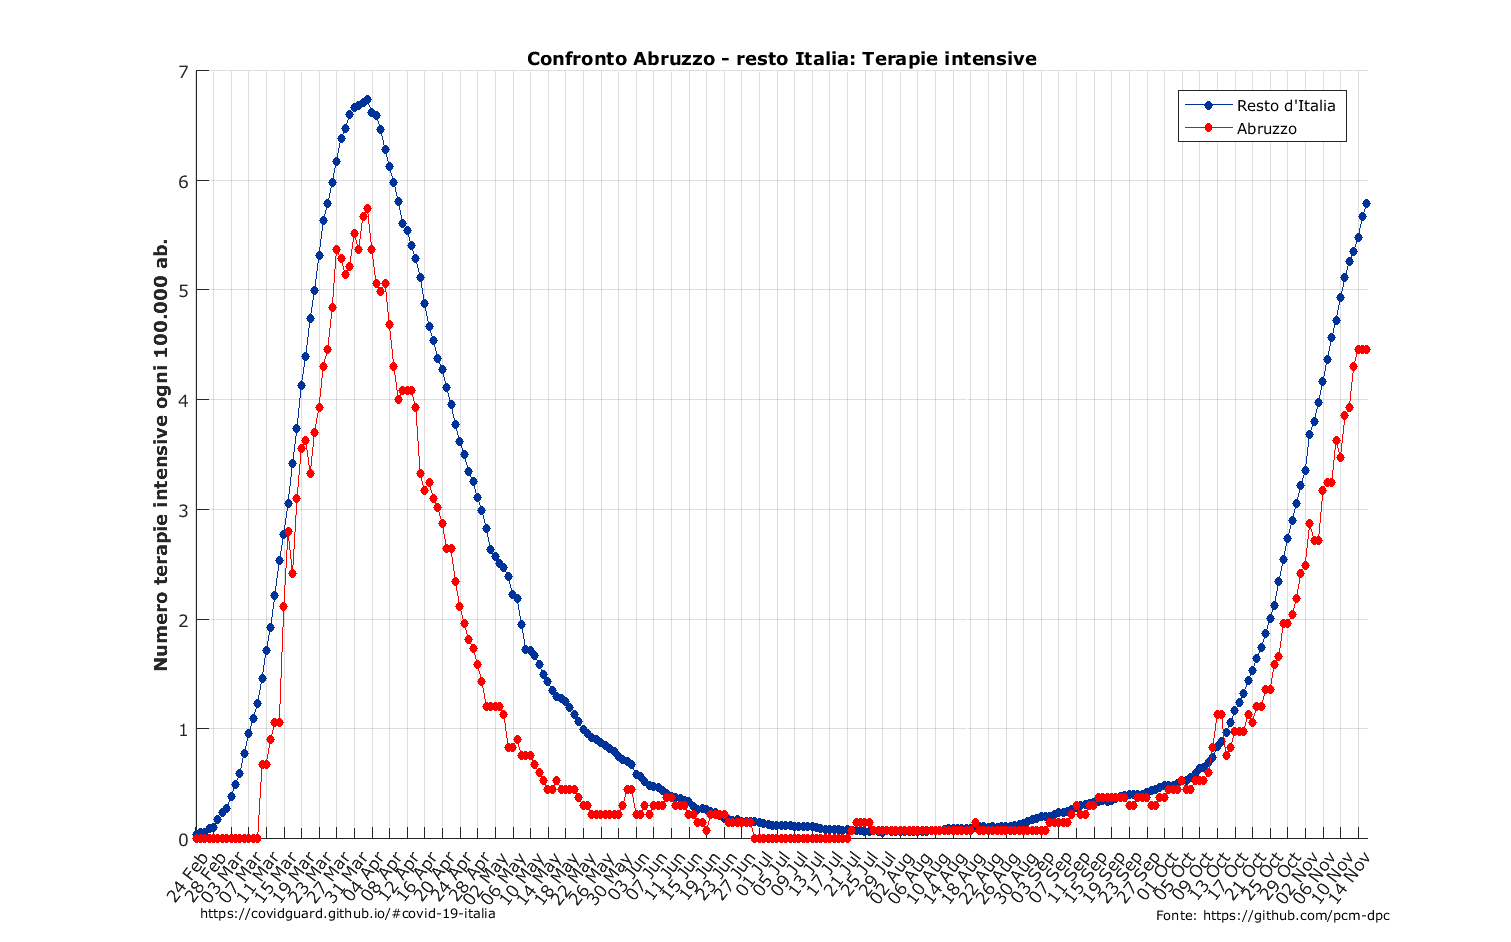 Confronto Abruzzo - resto Italia: Terapie intensive
Resto d'Italia
Abruzzo
Numero terapie intensive ogni 100.000 ab.
7
6
5
4
3
2
1
0
24 Feb
28 Feb
03 Mar
07 Mar
11 Mar
15 Mar
19 Mar
23 Mar
27 Mar
31 Mar
04 Apr
08 Apr
12 Apr
16 Apr
20 Apr
24 Apr
28 Apr
02 May
06 May
10 May
14 May
18 May
22 May
26 May
30 May
03 Jun
07 Jun
11 Jun
15 Jun
19 Jun
23 Jun
27 Jun
01 Jul
05 Jul
09 Jul
13 Jul
17 Jul
21 Jul
25 Jul
29 Jul
02 Aug
06 Aug
10 Aug
14 Aug
18 Aug
22 Aug
26 Aug
30 Aug
03 Sep
07 Sep
11 Sep
15 Sep
19 Sep
23 Sep
27 Sep
01 Oct
05 Oct
09 Oct
13 Oct
17 Oct
21 Oct
25 Oct
29 Oct
02 Nov
06 Nov
10 Nov
14 Nov
https://covidguard.github.io/#covid-19-italia
Fonte: https://github.com/pcm-dpc